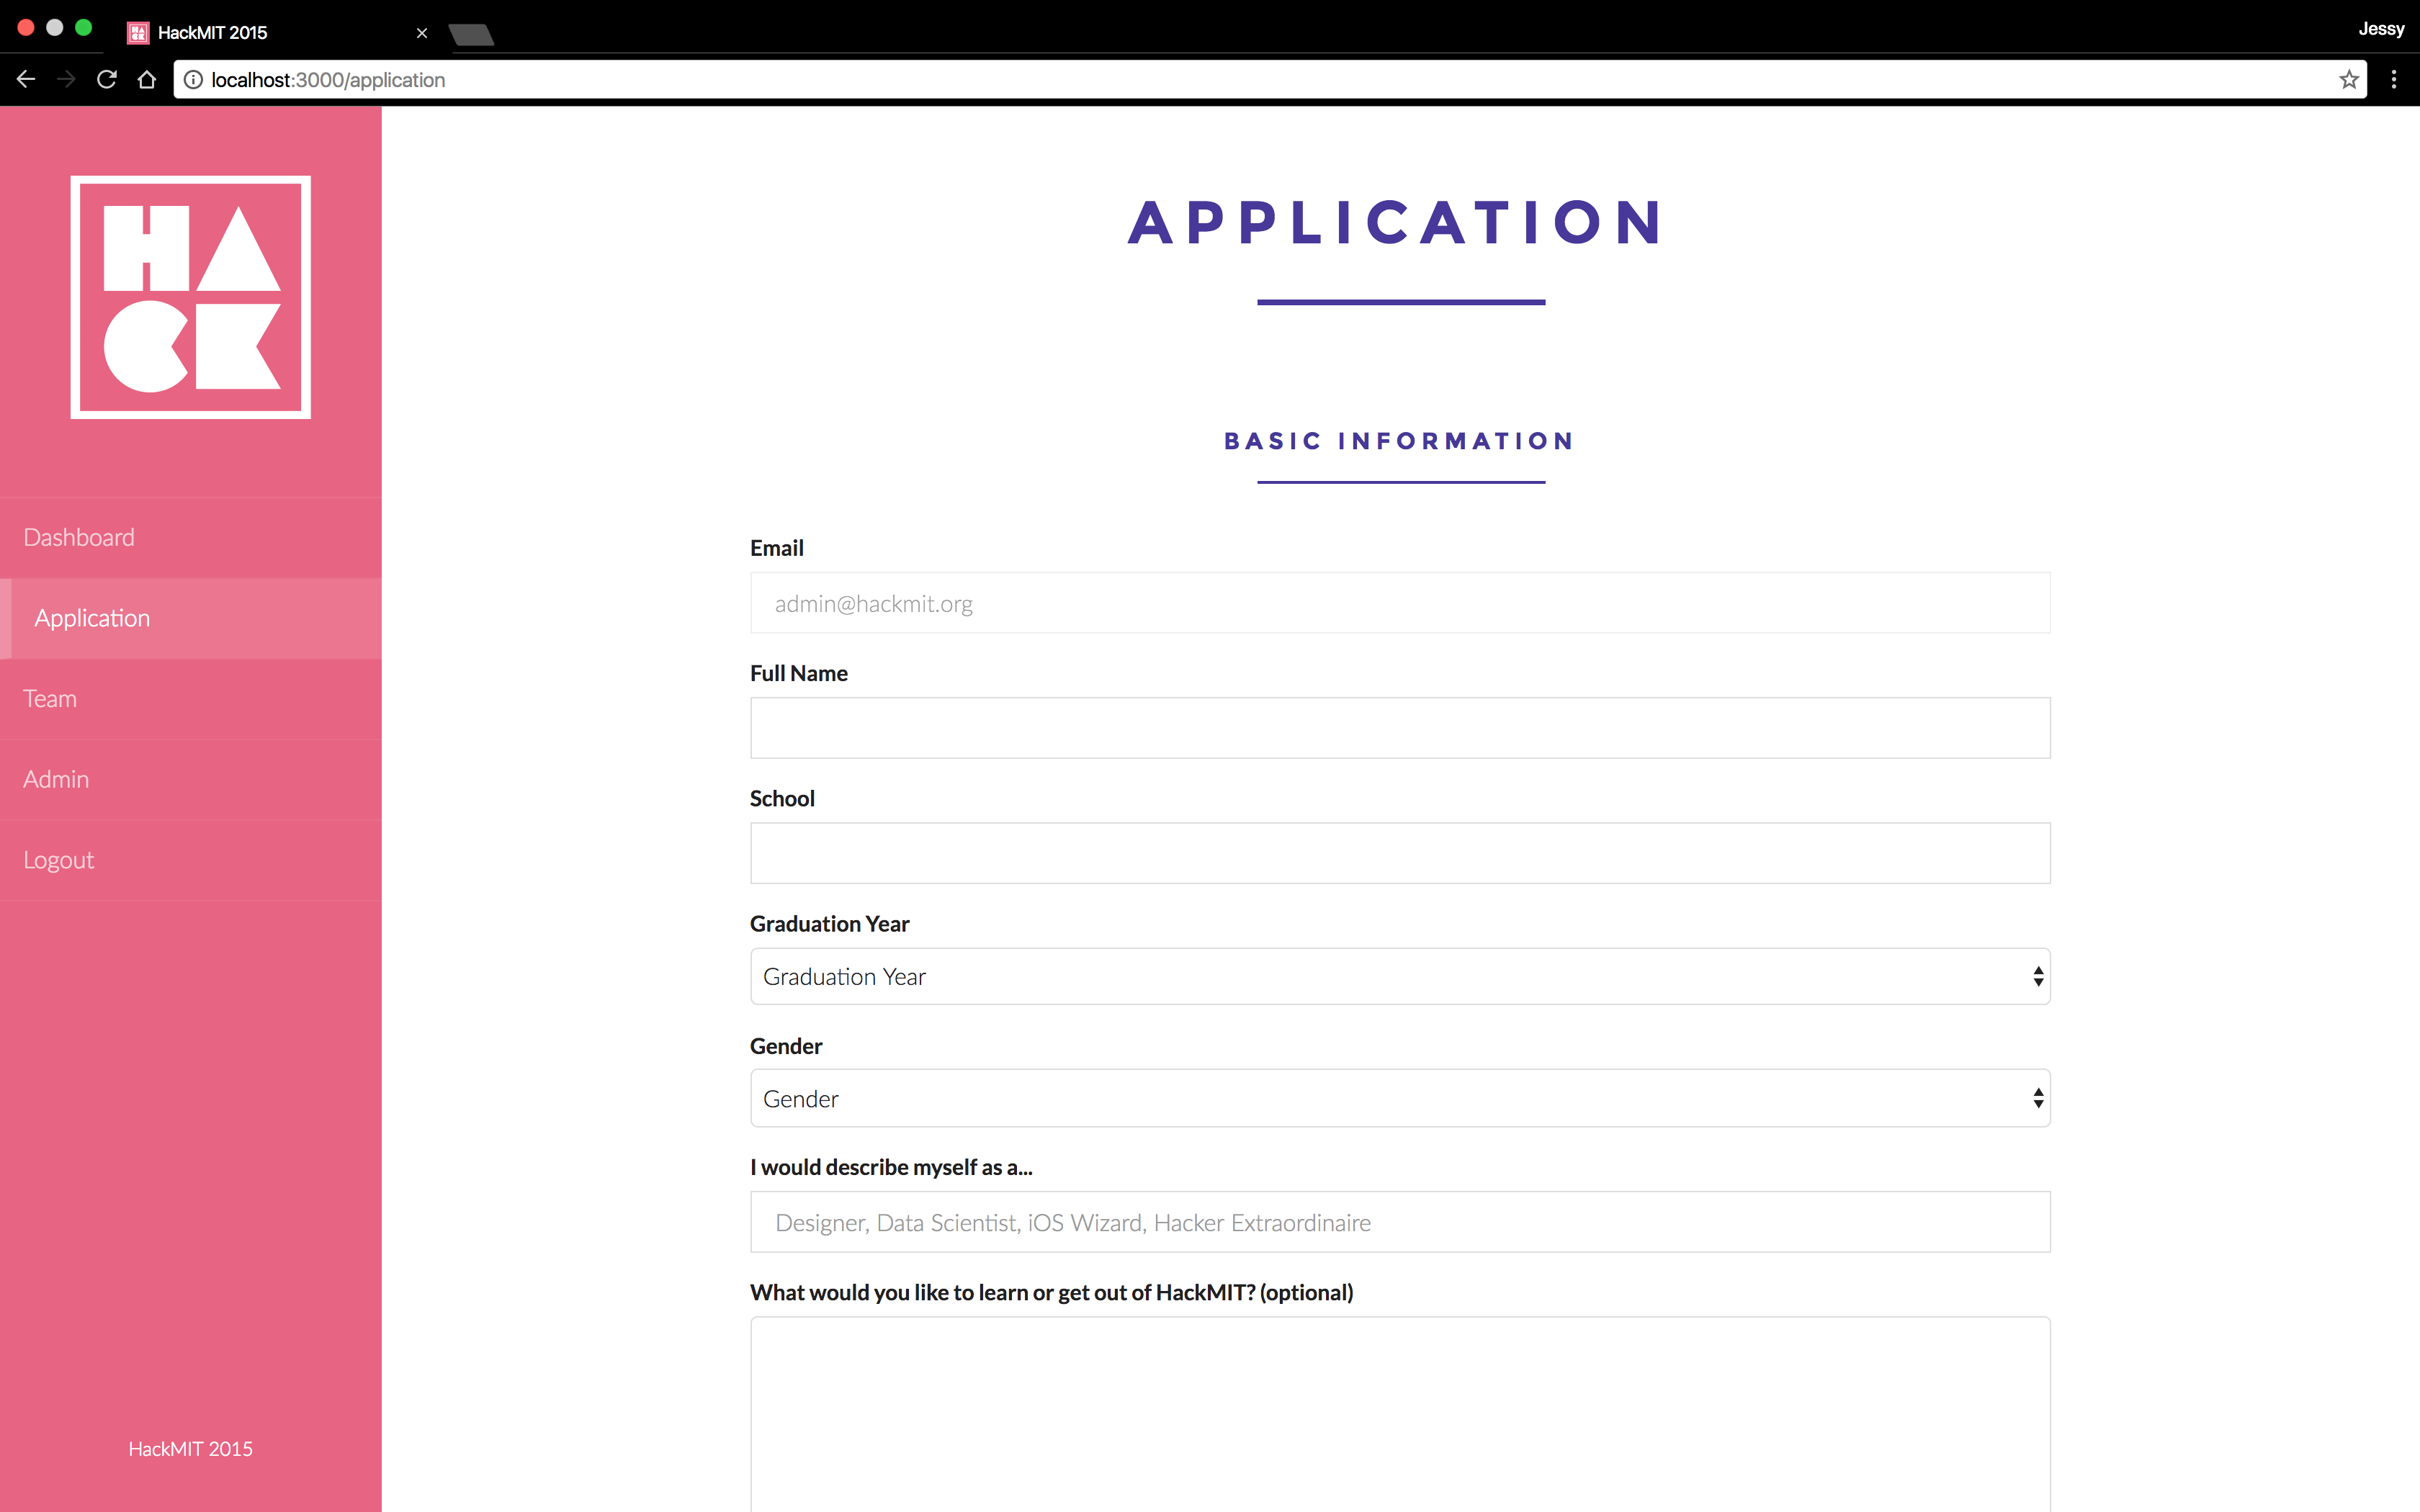 HackMIT 2015
Jessy
localhost:3000/application
HACK
Dashboard
Application
Team
Admin
Logout
HackMIT 2015
APPLICATION
BASIC INFORMATION
Email
admin@hackmit.org
Full Name
School
Graduation Year
Graduation Year
Gender
Gender
I would describe myself as a...
Designer, Data Scientist, iOS Wizard, Hacker Extraordinaire
What would you like to learn or get out of HackMIT? (optional)